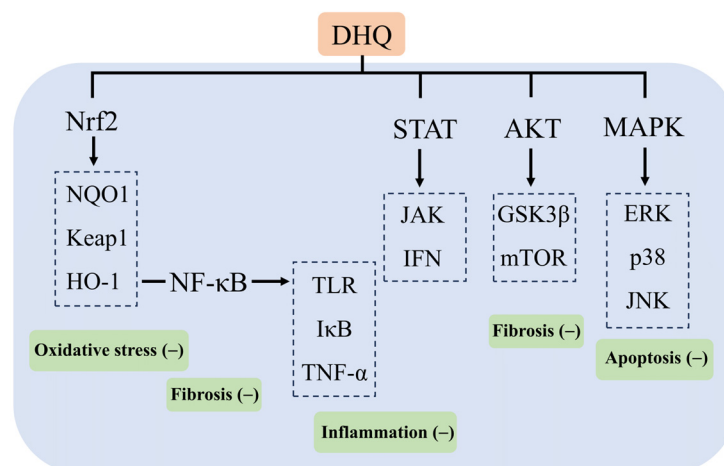 DHQ
Nrf2
NQO1
Keap1
HO-1
Oxidative stress (–)
NF-κB
Fibrosis (–)
TLR
IκB
TNF-α
Inflammation (–)
STAT
JAK
IFN
AKT
GSK3β
mTOR
Fibrosis (–)
MAPK
ERK
p38
JNK
Apoptosis (–)